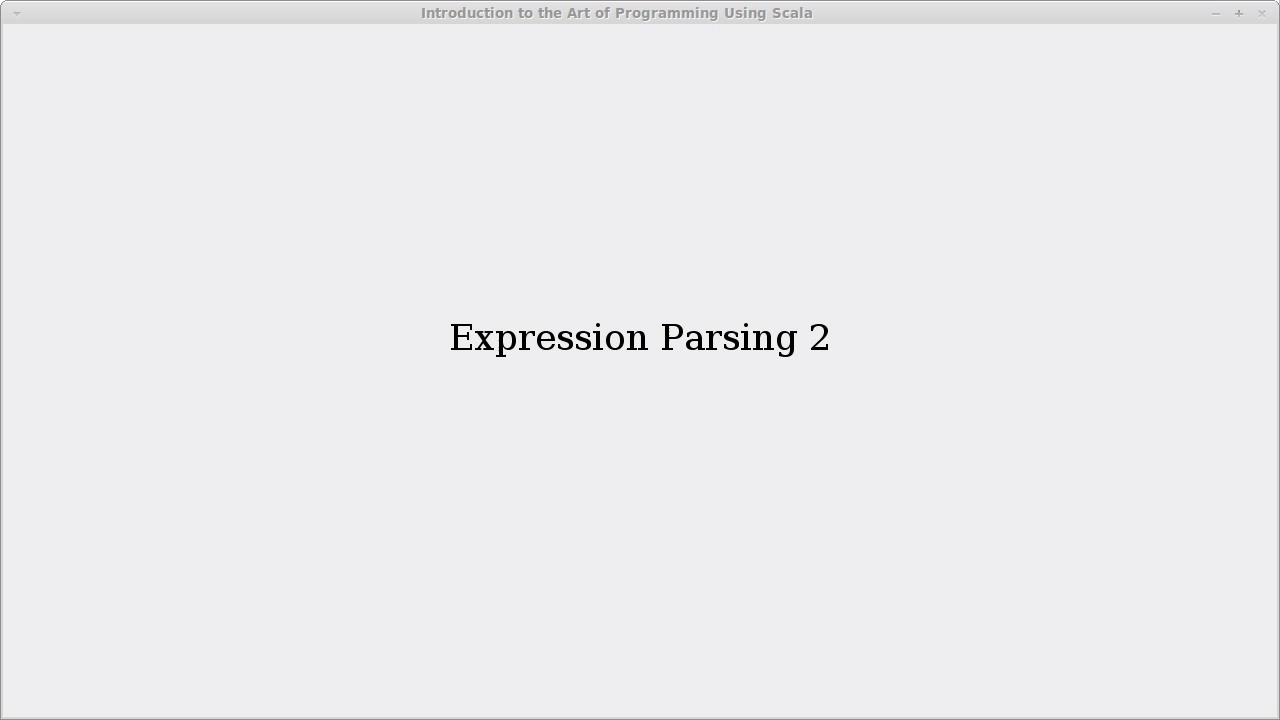 Introduction to the Art of Programming Using Scala
Expression Parsing 2